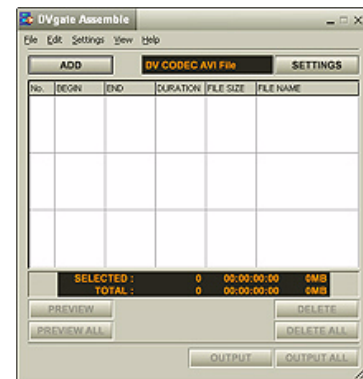 DVgate Assemble
File Edit Settings View Help
ADD DV CODEC AVI File SETTINGS
No. BEGIN END DURATION FILE SIZE FILE NAME
SELECTED : 0 00:00:00:00 0MB
TOTAL : 0 00:00:00:00 0MB
PREVIEW DELETE
PREVIEW ALL DELETE ALL
OUTPUT OUTPUT ALL